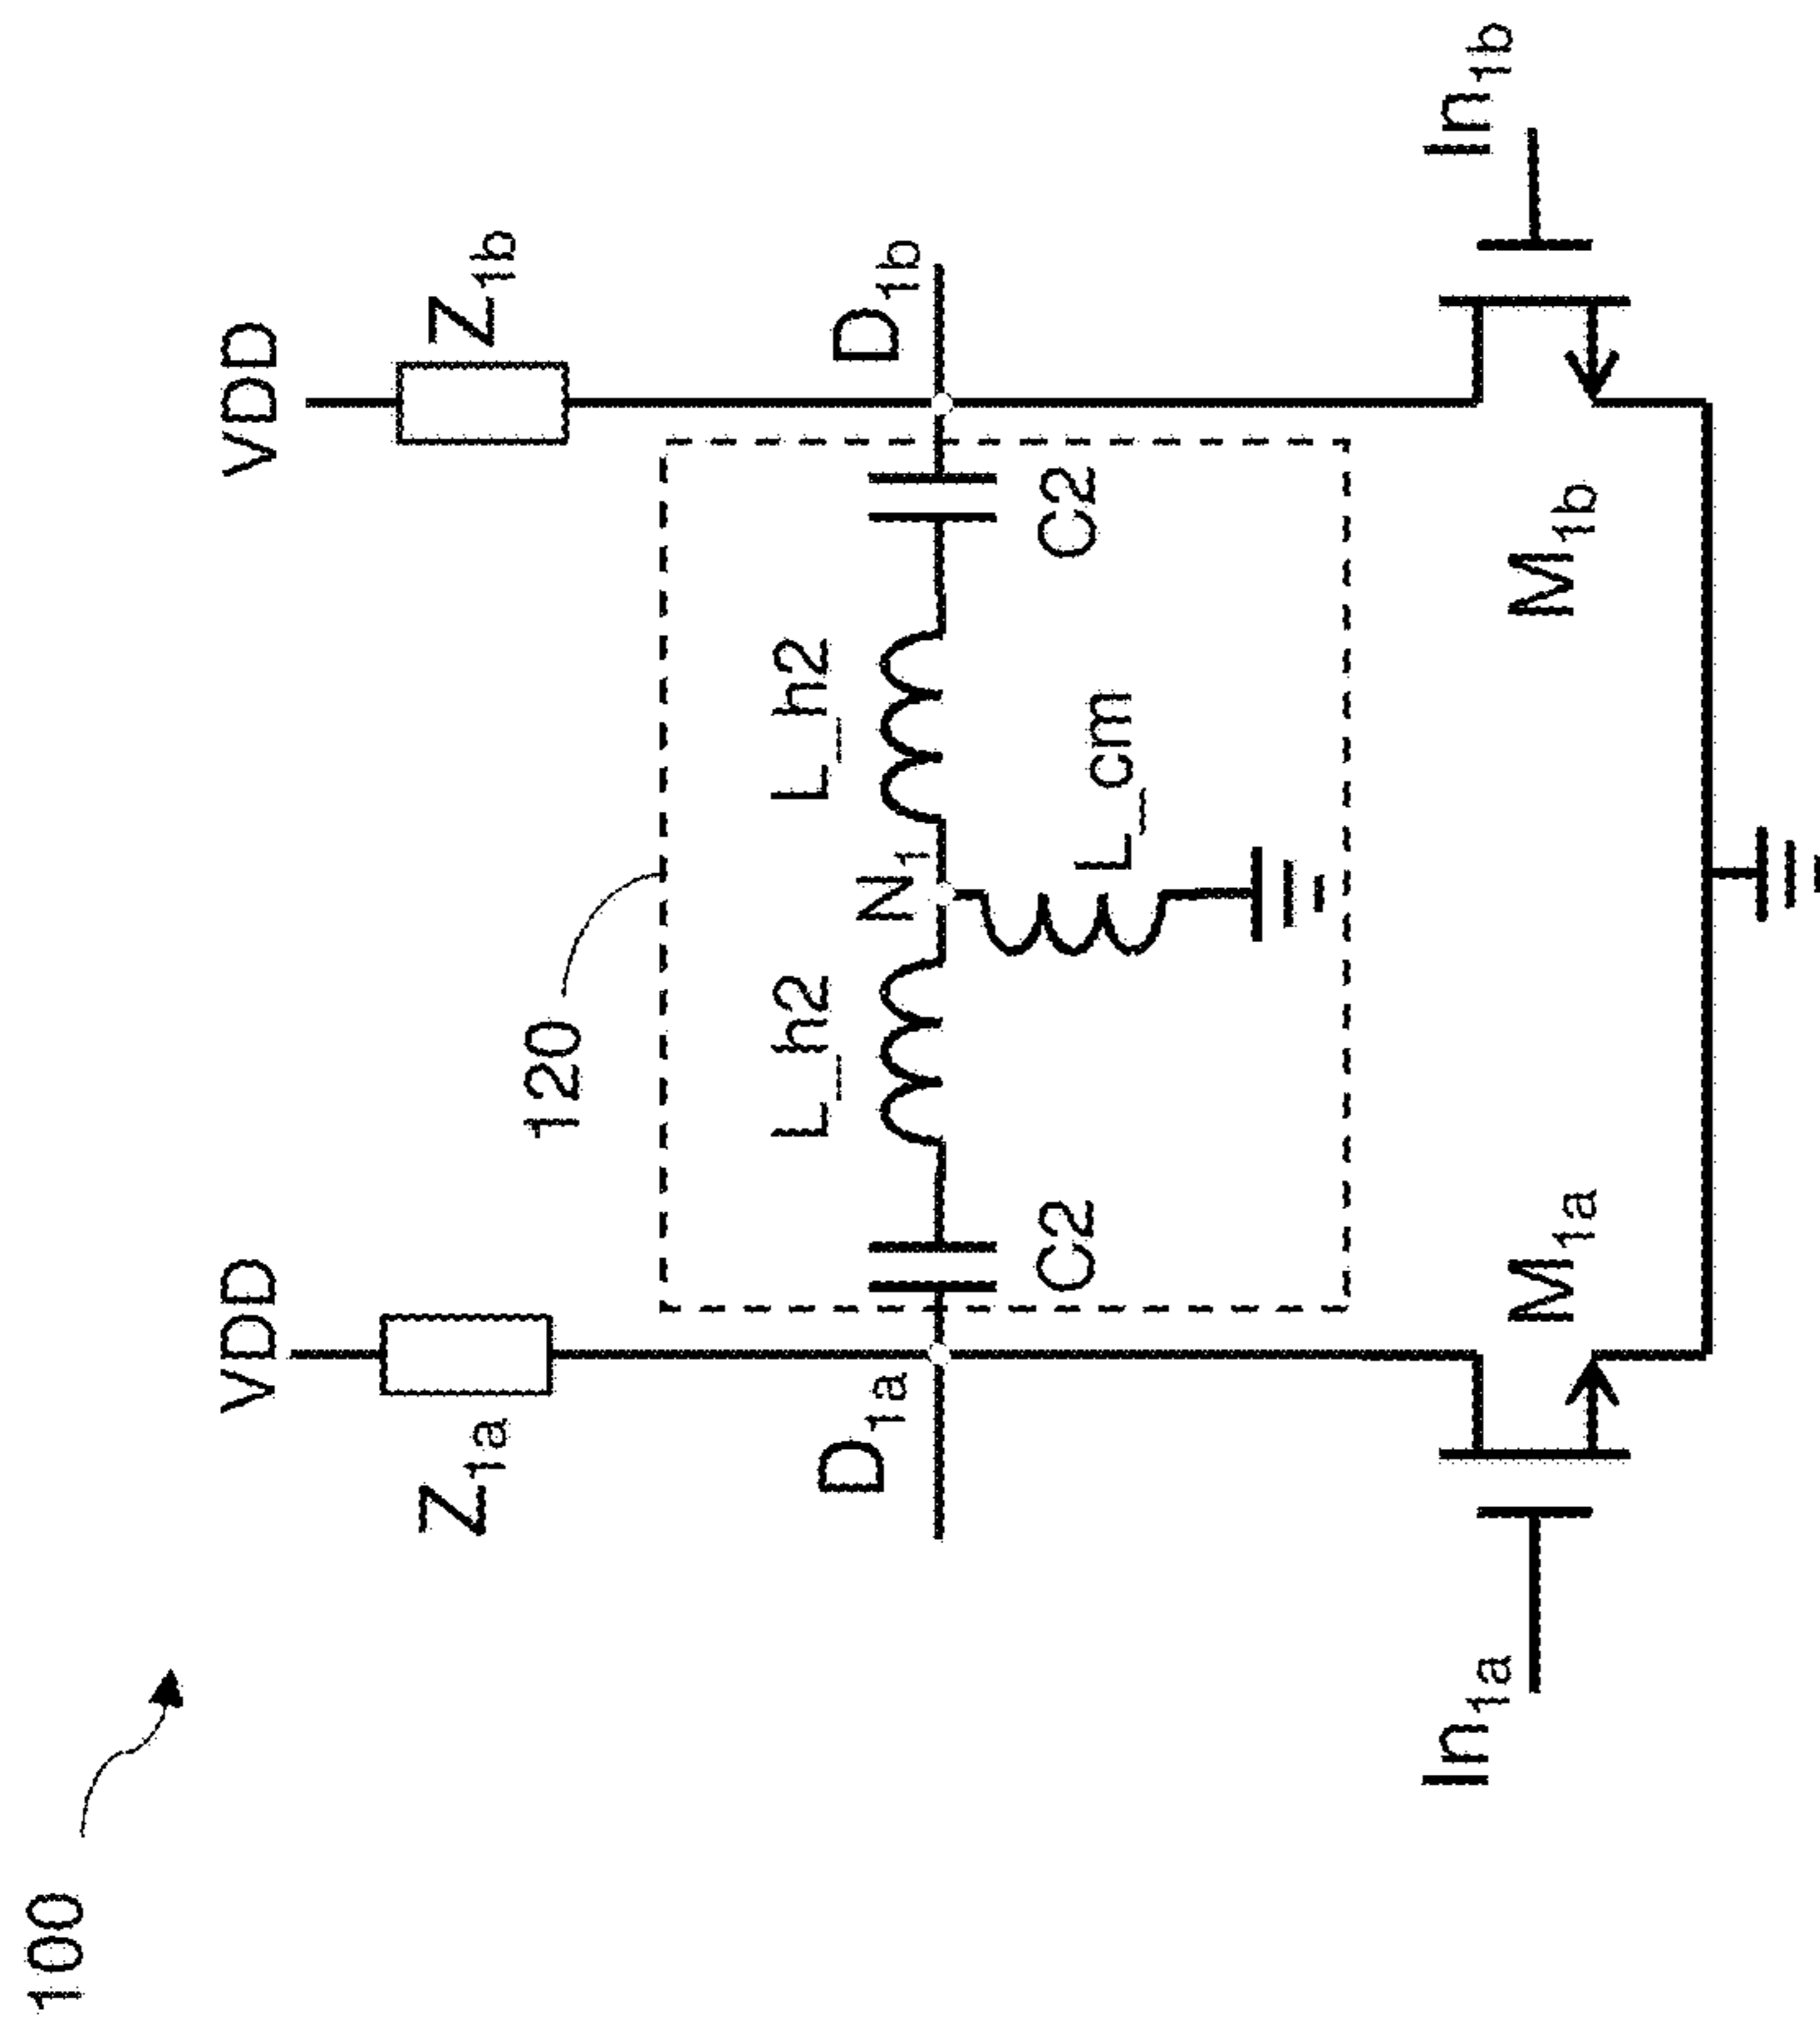 100
VDD
VDD
Z1a
Z1b
120
D1a
D1b
L_h2
N1
L_h2
C2
C2
L_cm
In1a
M1a
M1b
In1b